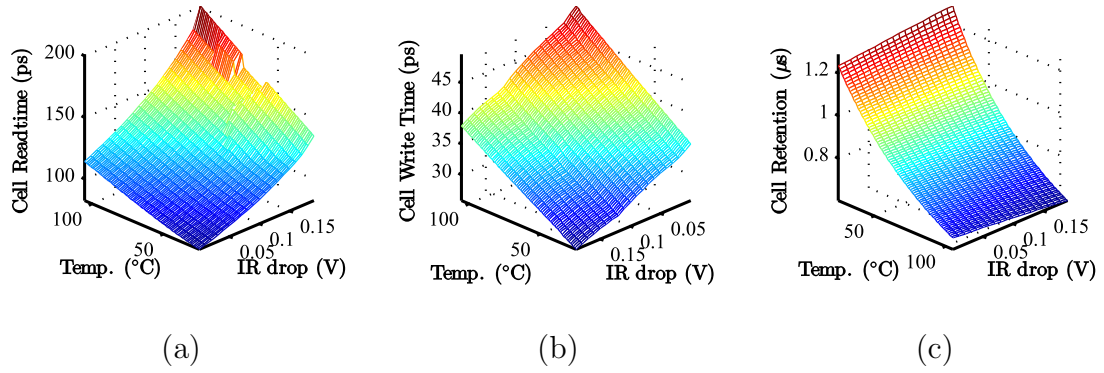 Cell Readtime (ps)
200
150
100
100
50
0.05
0.1
0.15
Temp. (°C)
IR drop (V)
(a)
Cell Write Time (ps)
45
40
35
30
100
50
0.15
0.1
0.05
Temp. (°C)
IR drop (V)
(b)
Cell Retention (μs)
1.2
1
0.8
50
100
0.05
0.1
0.15
Temp. (°C)
IR drop (V)
(c)